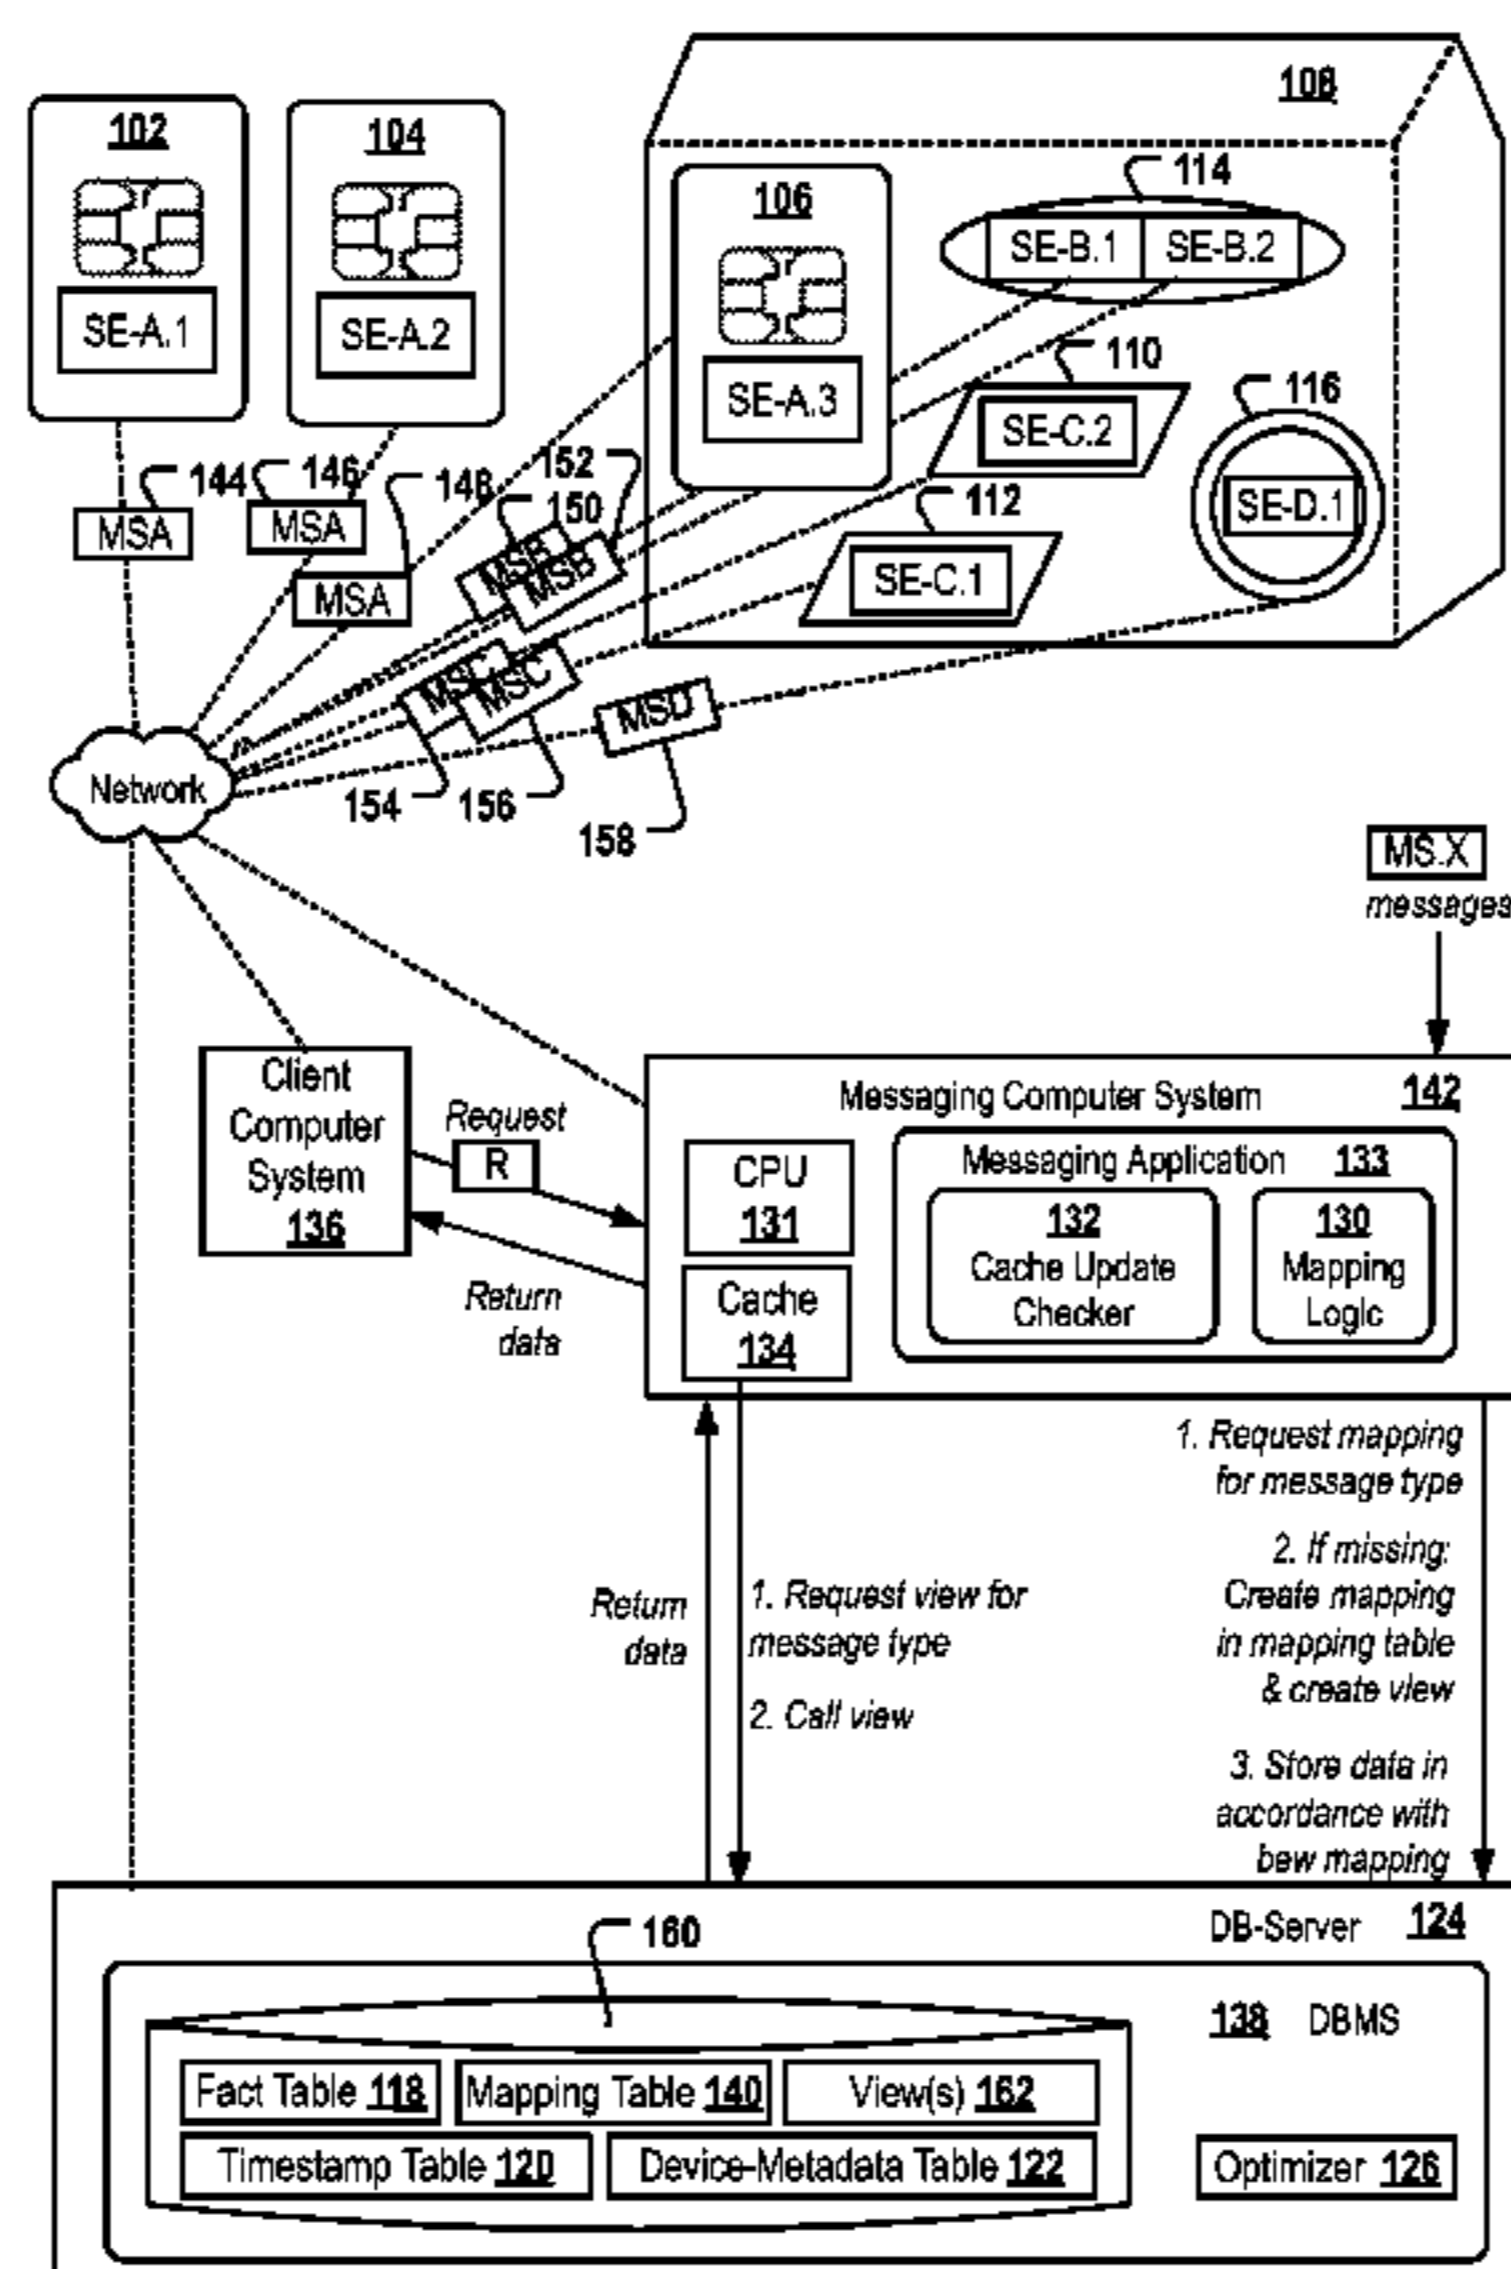 108
102
104
106
114
SE-B.1
SE-B.2
SE-A.1
SE-A.2
SE-A.3
110
SE-C.2
116
SE-D.1
112
SE-C.1
144
146
148
152
150
MSA
MSA
MSA
MSB
MSB
MSC
MSC
MSD
Network
154
156
158
MS.X
messages
Client
Computer
System
136
Request
R
Return
data
Messaging Computer System
142
CPU
131
Cache
134
Messaging Application 133
132
Cache Update
Checker
130
Mapping
Logic
1. Request mapping
for message type
2. If missing:
Create mapping
in mapping table
& create view
3. Store data in
accordance with
bew mapping
Return
data
1. Request view for
message type
2. Call view
DB-Server 124
160
138 DBMS
Fact Table 118
Mapping Table 140
View(s) 162
Timestamp Table 120
Device-Metadata Table 122
Optimizer 126